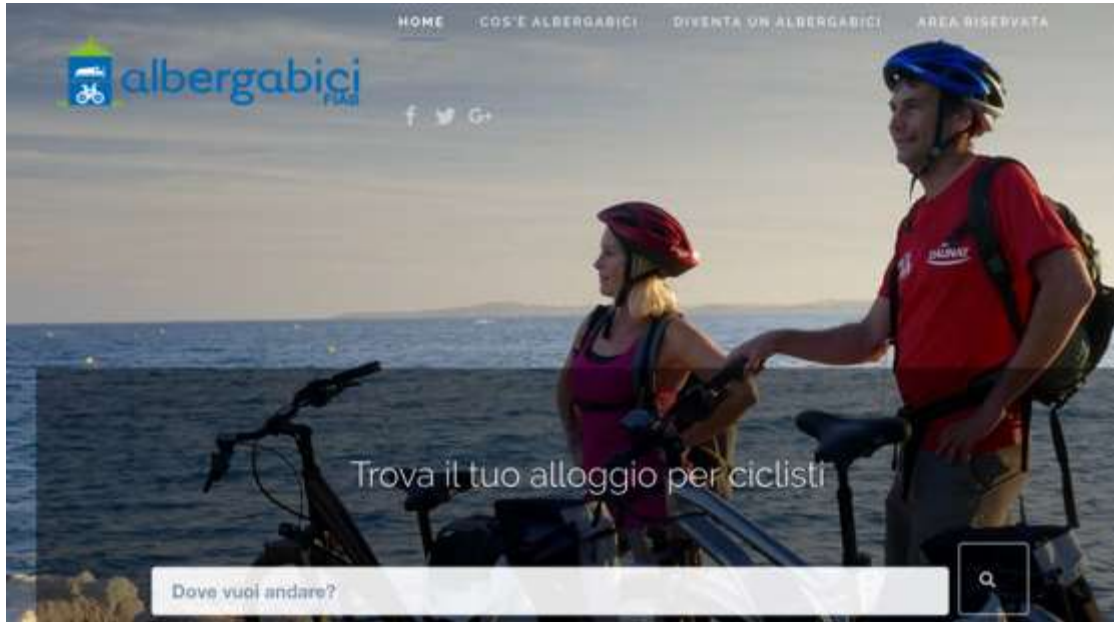 HOME COS'E ALBERGABICI DIVENTA UN ALBERGABICI AREA RISERVATA
albergabici
FIAB
f G+
Trova il tuo alloggio per ciclisti
Dove vuoi andare?